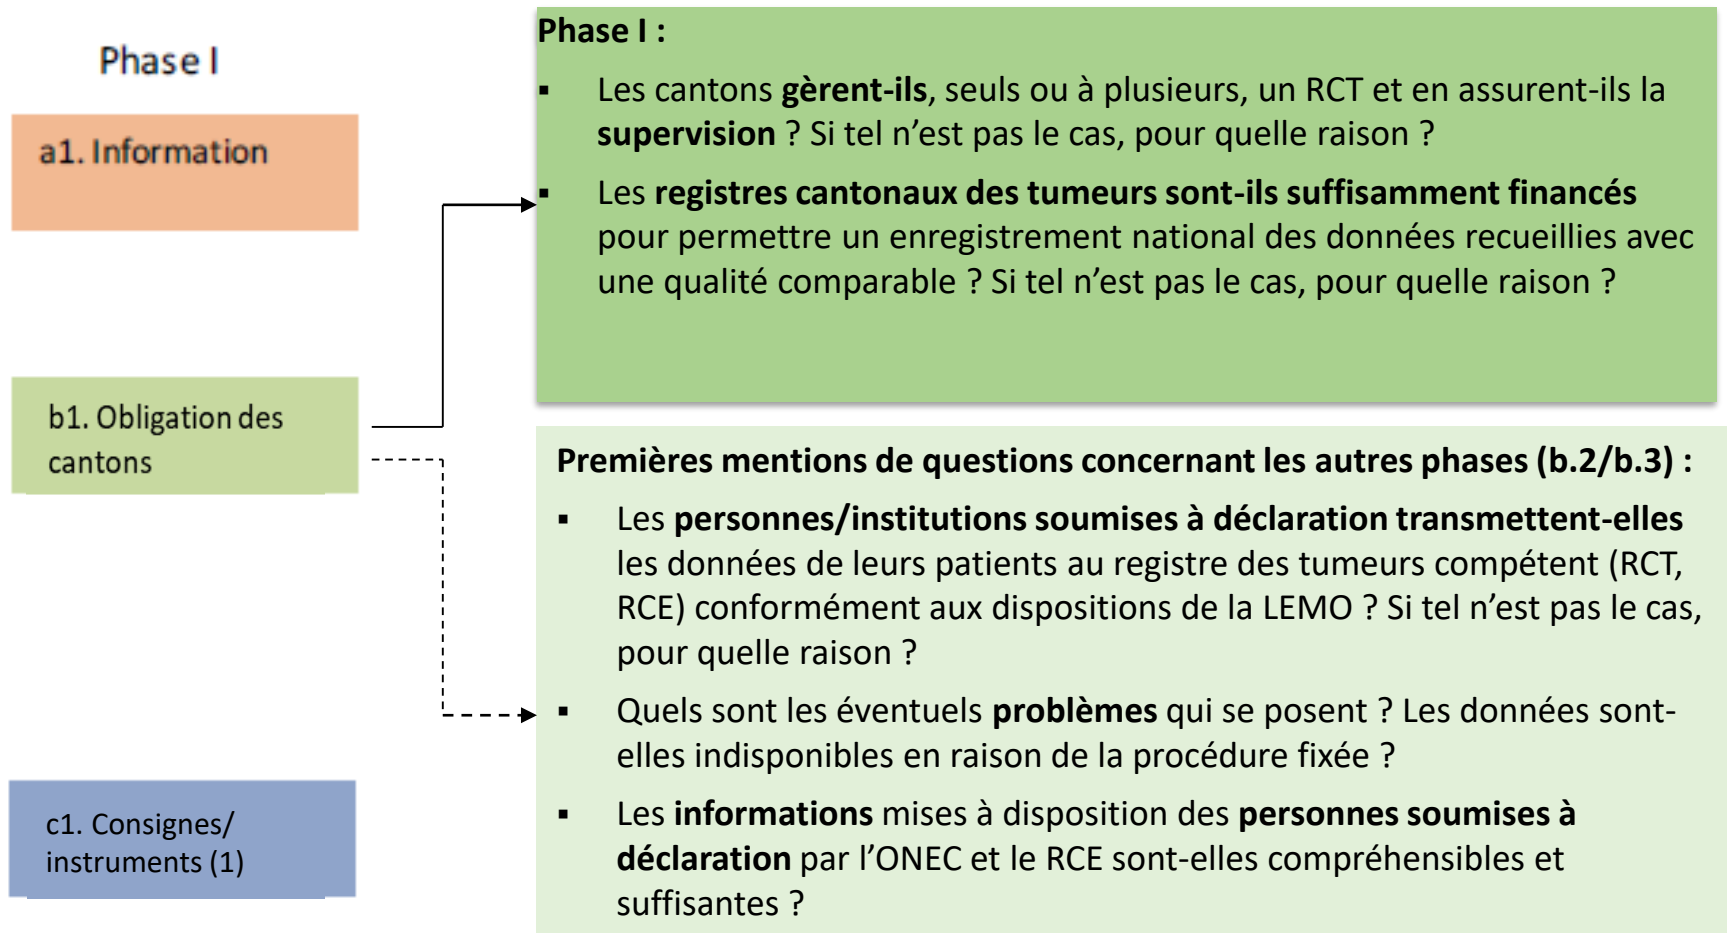 Phase I
a1. Information
b1. Obligation des
cantons
c1. Consignes/
instruments (1)
Phase I :
▪ Les cantons gèrent-ils, seuls ou à plusieurs, un RCT et en assurent-ils la
supervision ? Si tel n’est pas le cas, pour quelle raison ?
▪ Les registres cantonaux des tumeurs sont-ils suffisamment financés
pour permettre un enregistrement national des données recueillies avec
une qualité comparable ? Si tel n’est pas le cas, pour quelle raison ?
Premières mentions de questions concernant les autres phases (b.2/b.3) :
▪ Les personnes/institutions soumises à déclaration transmettent-elles
les données de leurs patients au registre des tumeurs compétent (RCT,
RCE) conformément aux dispositions de la LEMO ? Si tel n’est pas le cas,
pour quelle raison ?
▪ Quels sont les éventuels problèmes qui se posent ? Les données sont-
elles indisponibles en raison de la procédure fixée ?
▪ Les informations mises à disposition des personnes soumises à
déclaration par l’ONEC et le RCE sont-elles compréhensibles et
suffisantes ?